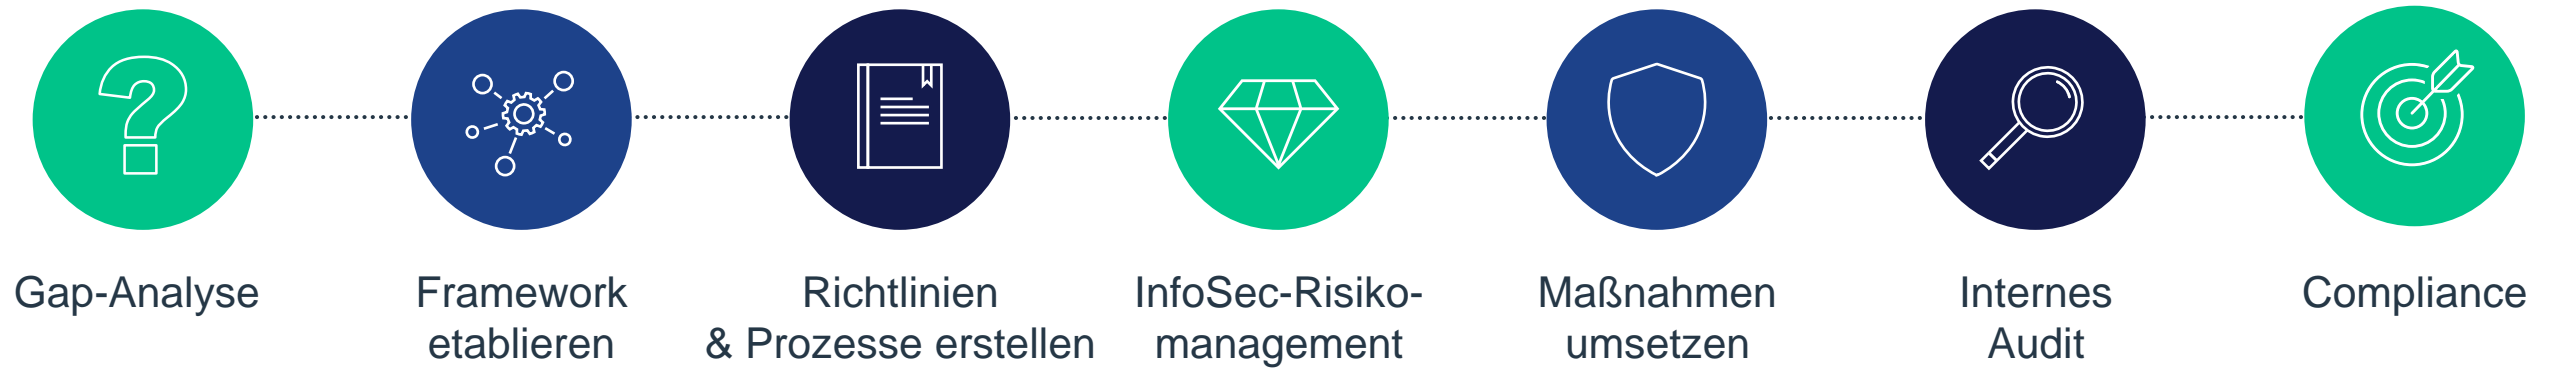 Gap-Analyse
Framework
etablieren
Richtlinien
& Prozesse erstellen
InfoSec-Risiko-
management
Maßnahmen
umsetzen
Internes
Audit
Compliance